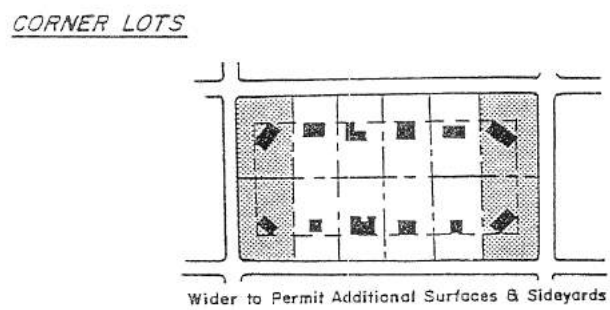 CORNER LOTS
Wider to Permit Additional Surfaces & Sideyards